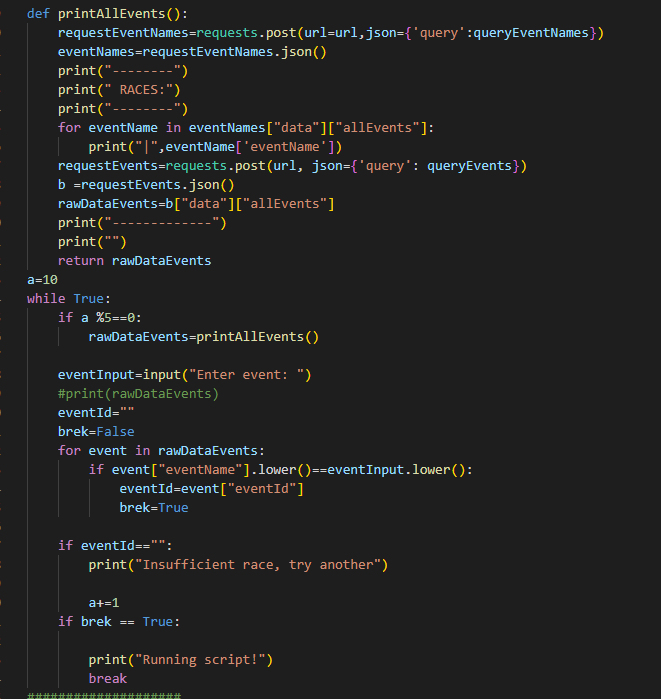 def printAllEvents():
    requestEventNames=requests.post(url=url,json={'query':queryEventNames})
    eventNames=requestEventNames.json()
    print("--------")
    print(" RACES:")
    print("--------")
    for eventName in eventNames["data"]["allEvents"]:
        print("|",eventName['eventName'])
    requestEvents=requests.post(url, json={'query': queryEvents})
    b =requestEvents.json()
    rawDataEvents=b["data"]["allEvents"]
    print("-------------")
    print("")
    return rawDataEvents
a=10
while True:
    if a %5==0:
        rawDataEvents=printAllEvents()
    eventInput=input("Enter event: ")
    #print(rawDataEvents)
    eventId=""
    brek=False
    for event in rawDataEvents:
        if event["eventName"].lower()==eventInput.lower():
            eventId=event["eventId"]
            brek=True
    if eventId=="":
        print("Insufficient race, try another")
        a+=1
    if brek == True:
        print("Running script!")
        break
####################